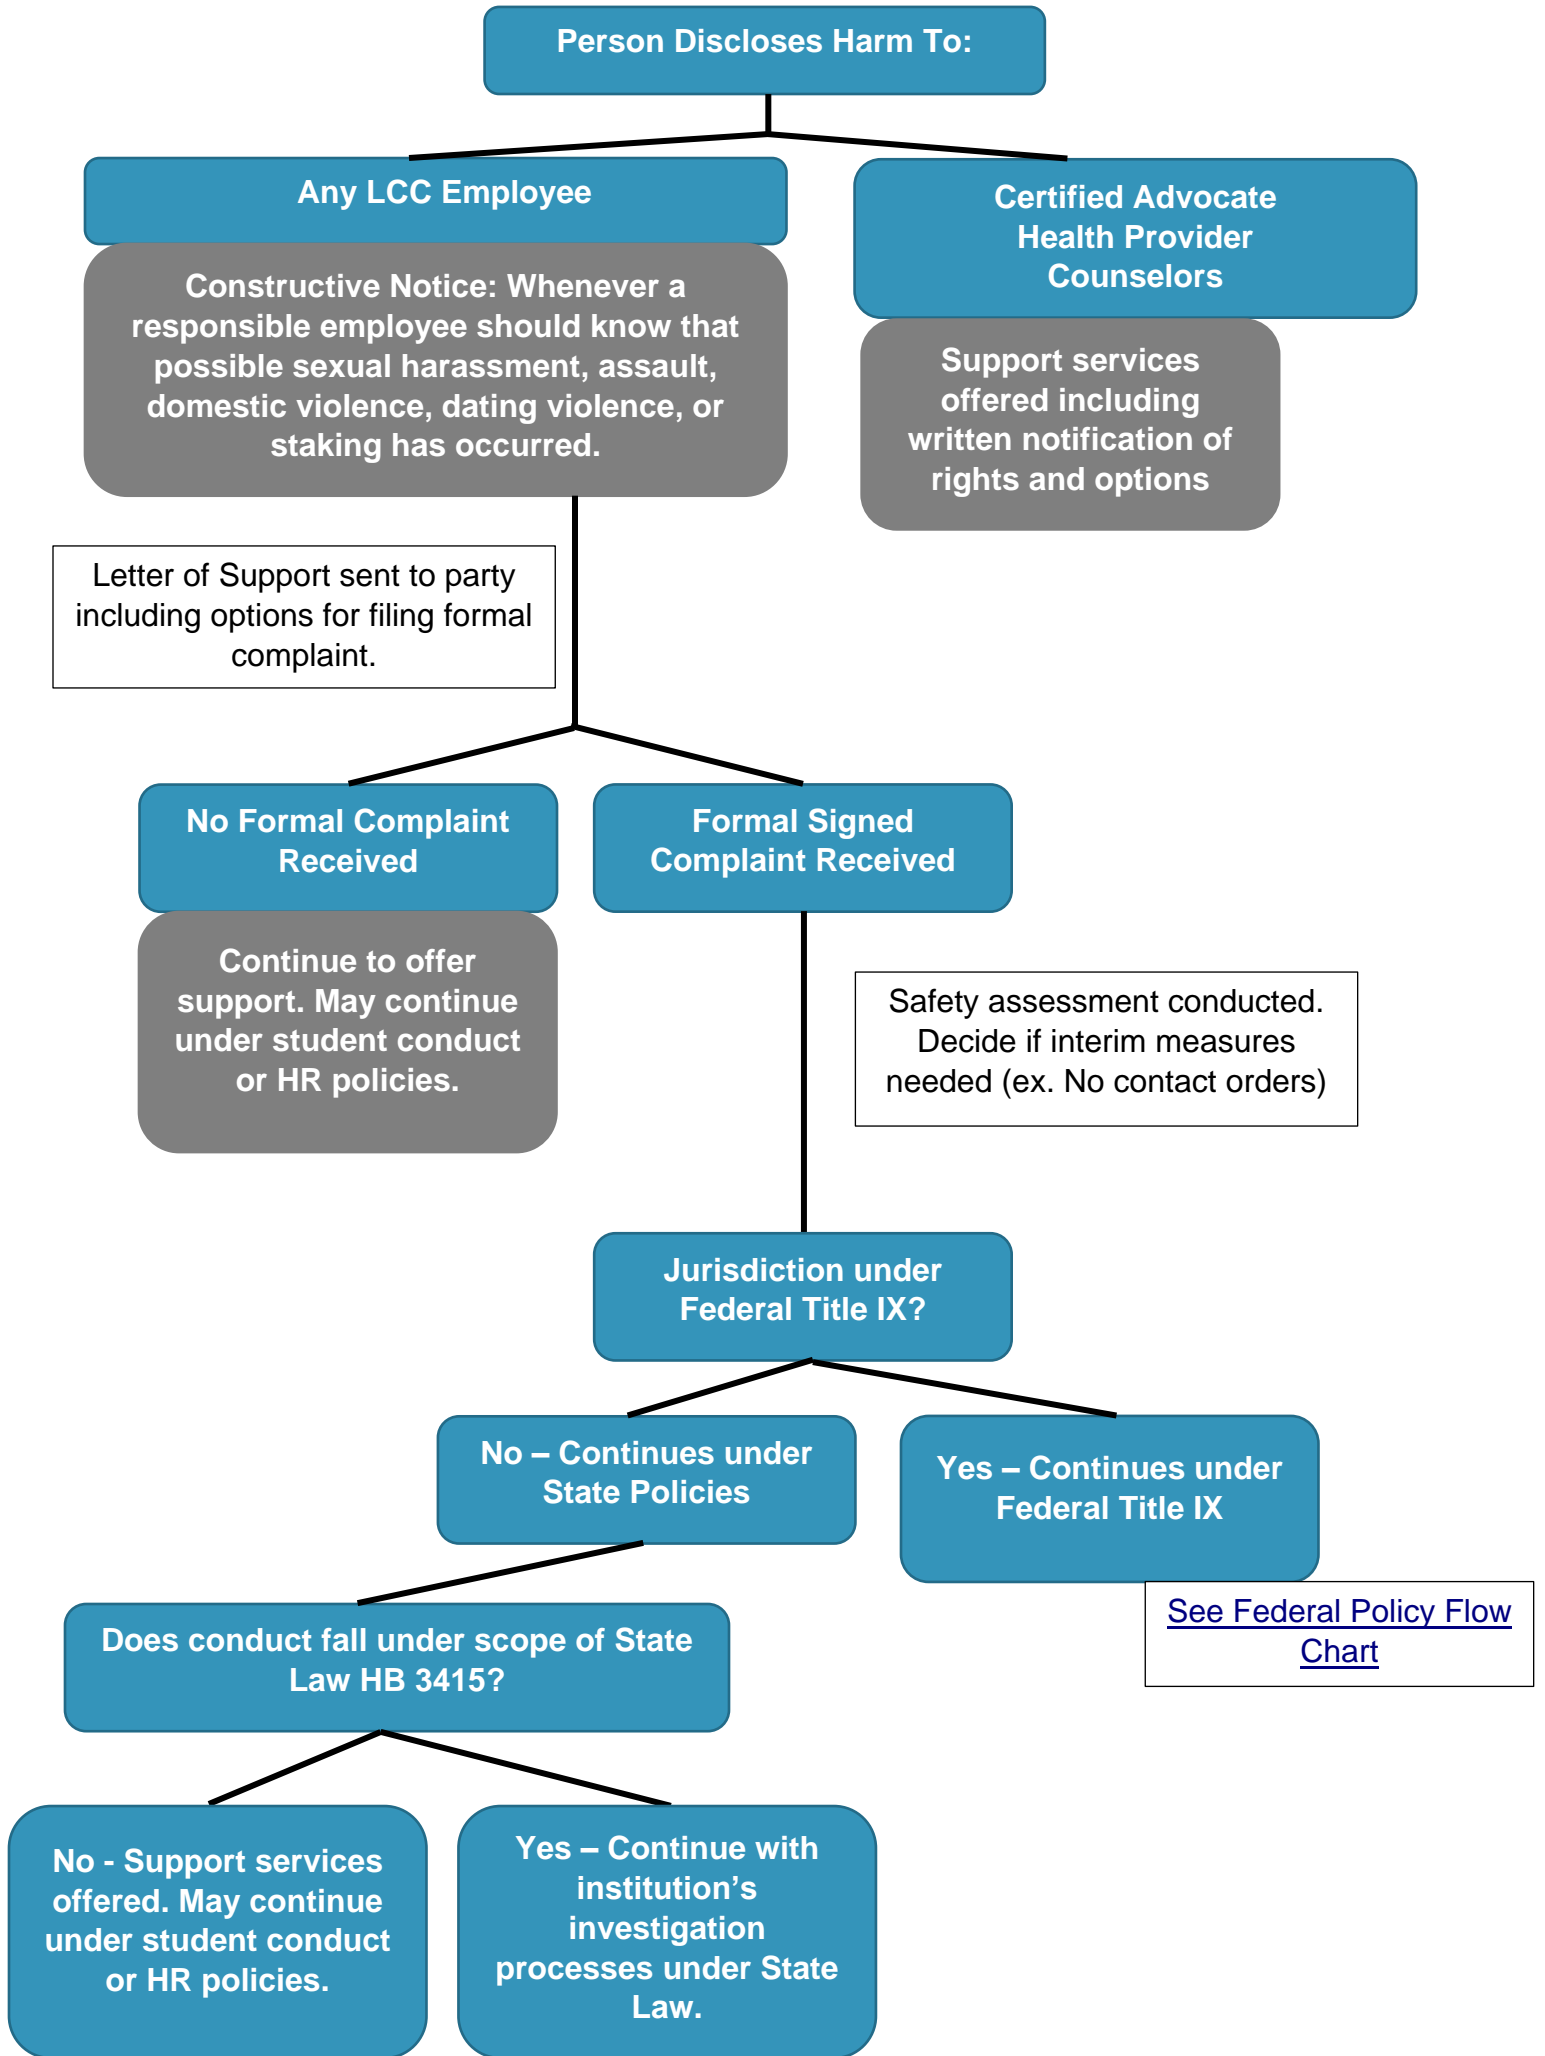 Person Discloses Harm To:
Any LCC Employee
Constructive Notice: Whenever a
responsible employee should know that
possible sexual harassment, assault,
domestic violence, dating violence, or
staking has occurred.
Certified Advocate
Health Provider
Counselors
Support services
offered including
written notification of
rights and options
Letter of Support sent to party
including options for filing formal
complaint.
No Formal Complaint
Received
Continue to offer
support. May continue
under student conduct
or HR policies.
Formal Signed
Complaint Received
Safety assessment conducted.
Decide if interim measures
needed (ex. No contact orders)
Jurisdiction under
Federal Title IX?
No – Continues under
State Policies
Yes – Continues under
Federal Title IX
See Federal Policy Flow
Chart
Does conduct fall under scope of State
Law HB 3415?
No - Support services
offered. May continue
under student conduct
or HR policies.
Yes – Continue with
institution’s
investigation
processes under State
Law.